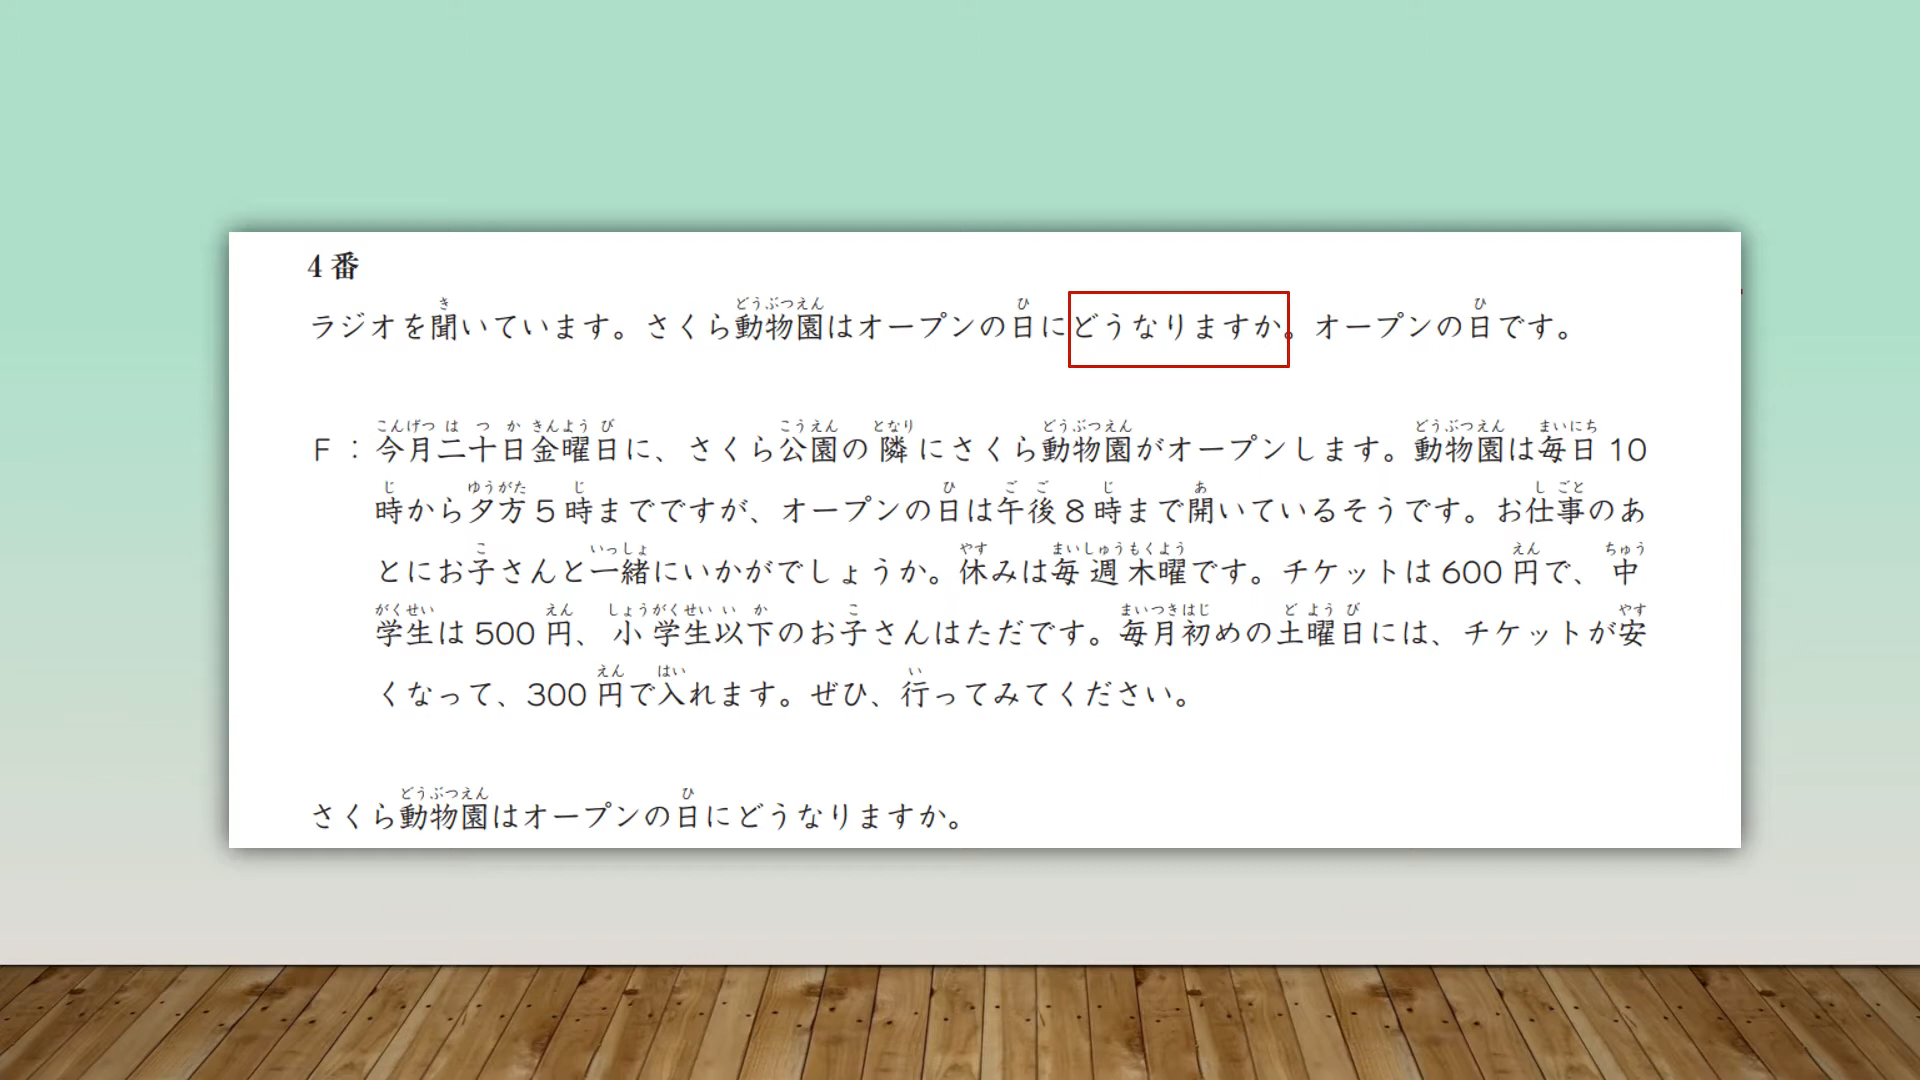 4番
ラジオを聞いています。さくら動物園はオープンの日にどうなりますか。オープンの日です。
F：今月二十日金曜日に、さくら公園の隣にさくら動物園がオープンします。動物園は毎日10
時から夕方5時までですが、オープンの日は午後8時まで開いているそうです。お仕事のあ
とにお子さんと一緒にいかがでしょうか。休みは毎週木曜です。チケットは600円で、中
学生は500円、小学生以下のお子さんはただです。毎月初めの土曜日には、チケットが安
くなって、300円で入れます。ぜひ、行ってみてください。
さくら動物園はオープンの日にどうなりますか。